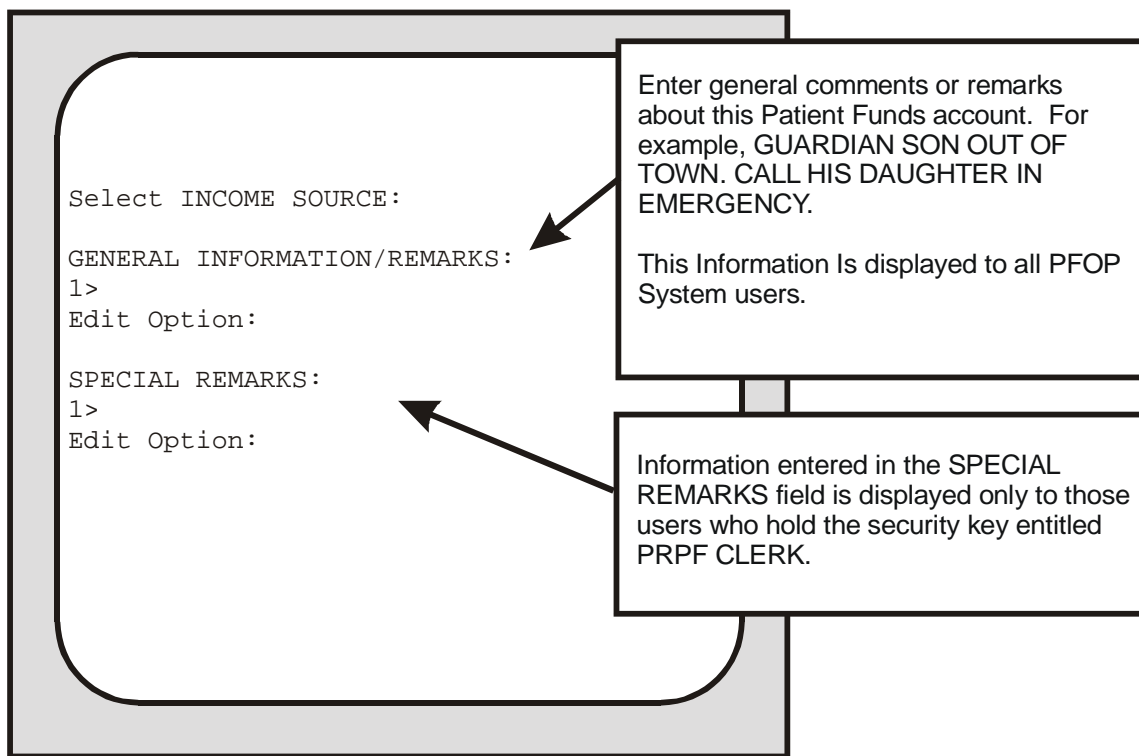 Select INCOME SOURCE:
GENERAL INFORMATION/REMARKS:
1>
Edit Option:
SPECIAL REMARKS:
1>
Edit Option:
Enter general comments or remarks
about this Patient Funds account.  For
example, GUARDIAN SON OUT OF
TOWN. CALL HIS DAUGHTER IN
EMERGENCY.
This Information Is displayed to all PFOP
System users.
Information entered in the SPECIAL
REMARKS field is displayed only to those
users who hold the security key entitled
PRPF CLERK.